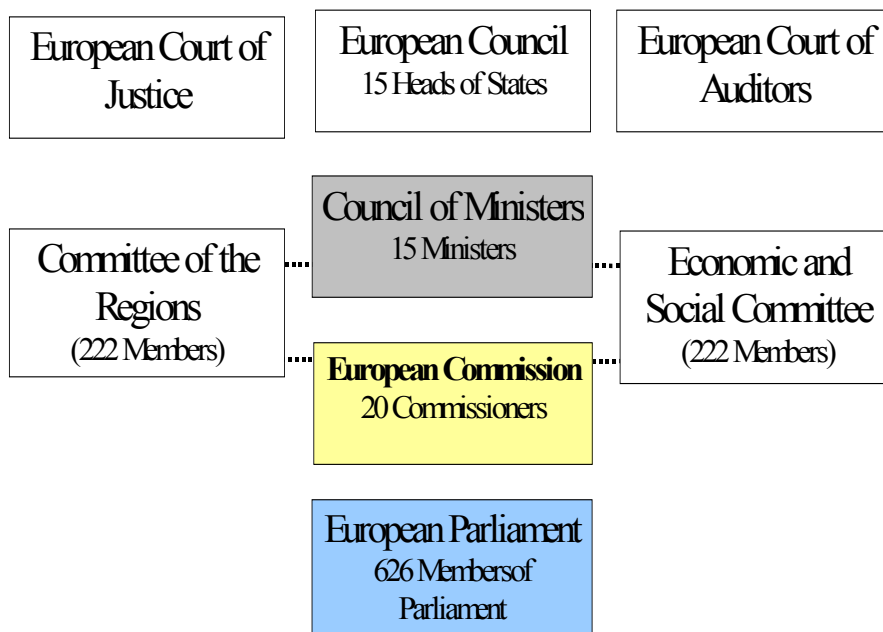 European Court of
Justice
European Council
15 Heads of States
European Court of
Auditors
Council of Ministers
15 Ministers
Committee of the
Regions
(222 Members)
Economic and
Social Committee
(222 Members)
European Commission
20 Commissioners
European Parliament
626 Members of
Parliament